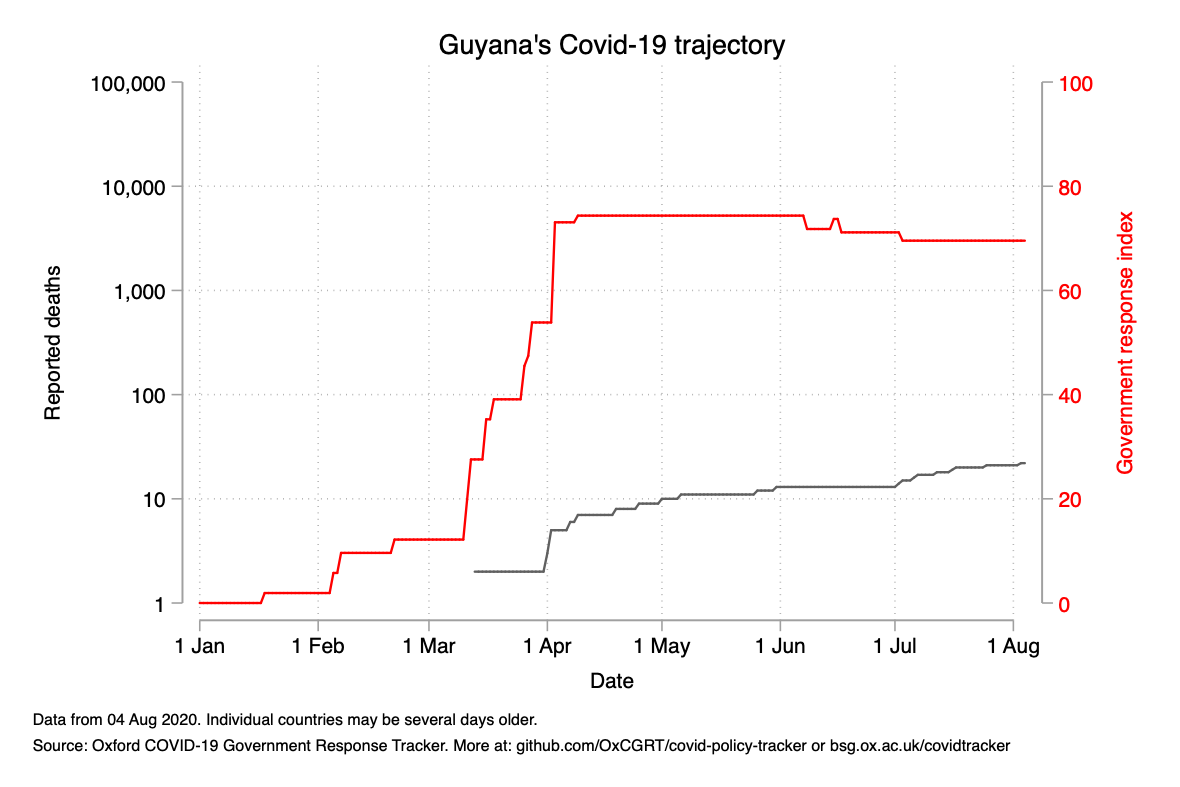 Guyana's Covid-19 trajectory
100,000
10,000
1,000
100
10
1
Reported deaths
100
80
60
40
20
0
Government response index
1 Jan
1 Feb
1 Mar
1 Apr
1 May
1 Jun
1 Jul
1 Aug
Date
Data from 04 Aug 2020. Individual countries may be several days older.
Source: Oxford COVID-19 Government Response Tracker. More at: github.com/OxCGRT/covid-policy-tracker or bsg.ox.ac.uk/covidtracker